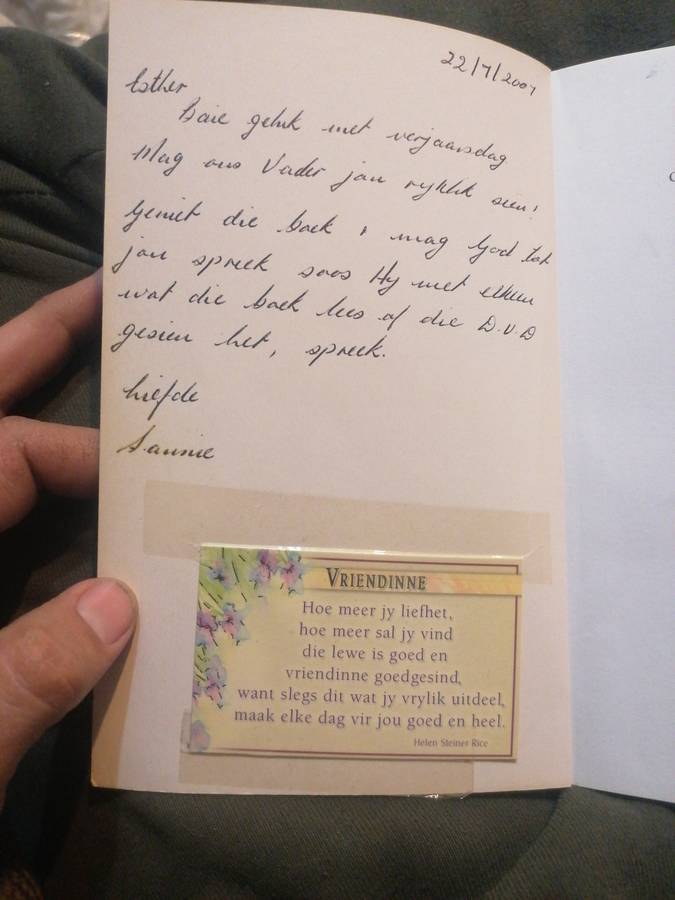 22/7/2007
Esther
Baie geluk met verjaarsdag
Mag ons Vader jou ryklik seën!
Geniet die boek & mag God tot
jou spreek soos Hy met elkeen
wat die boek lees of die D.V.D
gesien het, spreek.
liefde
Sannie
VRIENDINNE
Hoe meer jy liefhet,
hoe meer sal jy vind
die lewe is goed en
vriendinne goedgesind,
want slegs dit wat jy vrylik uitdeel,
maak elke dag vir jou goed en heel.
Helen Steiner Rice